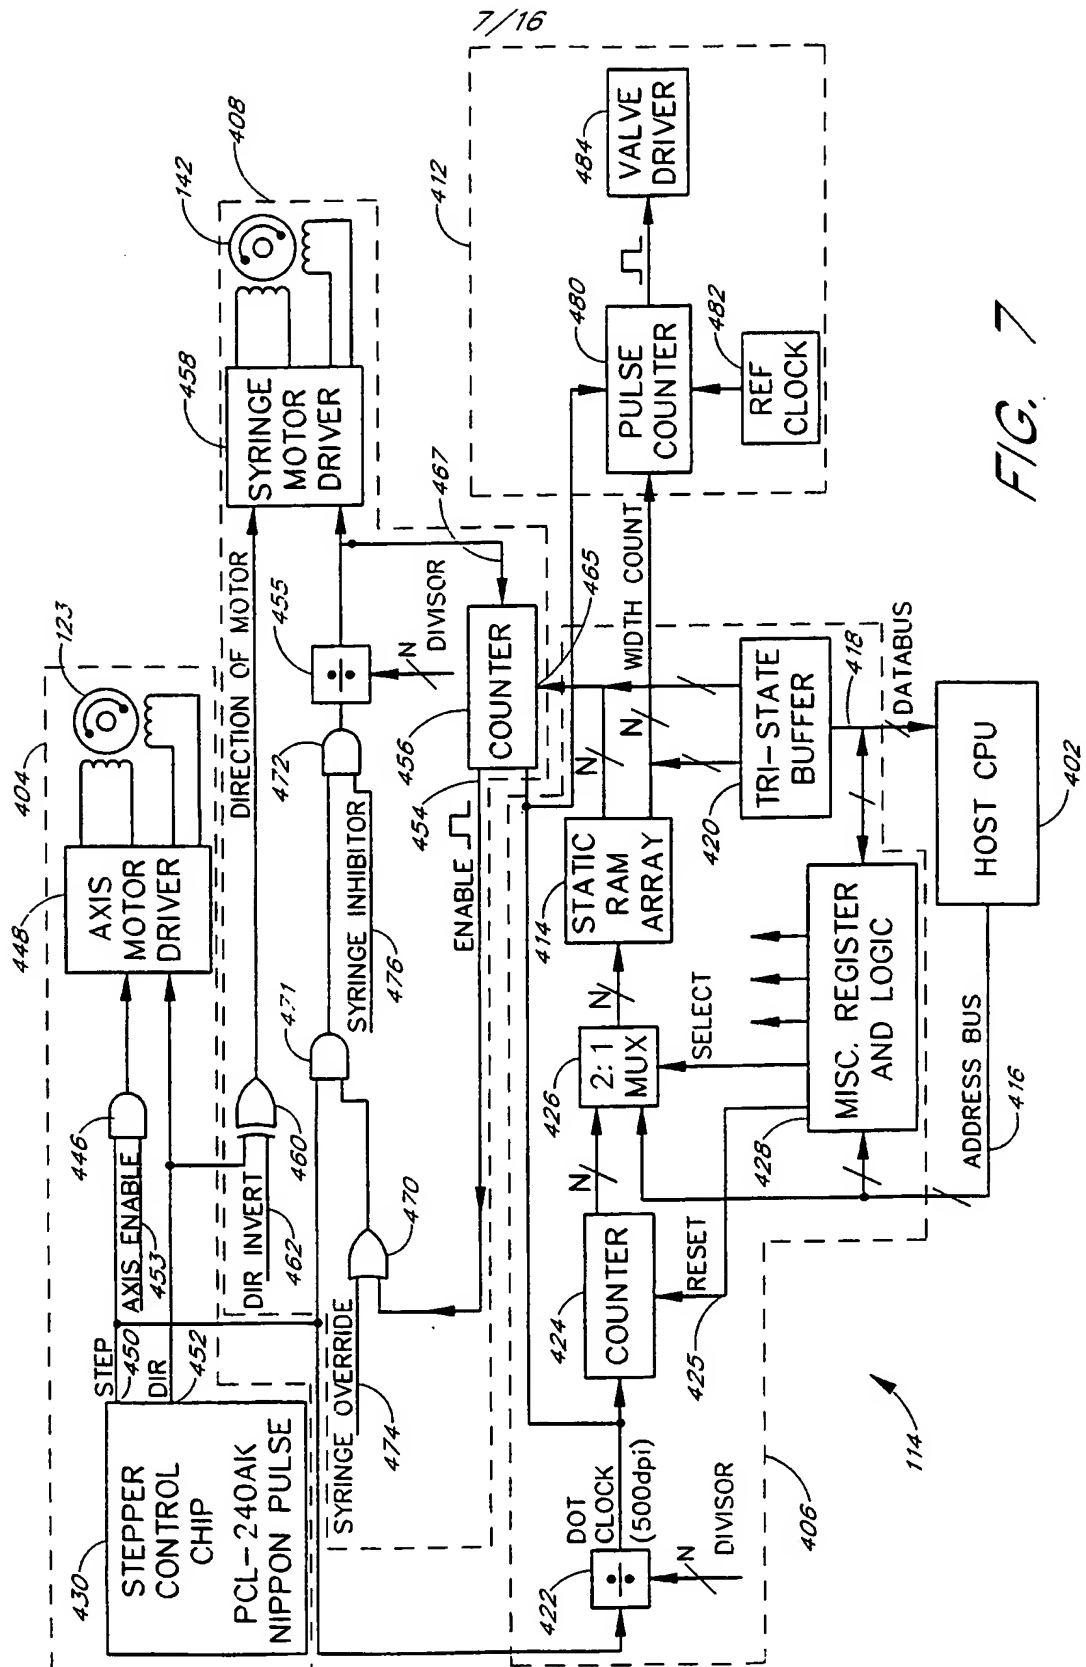 7/16
404
123
448
AXIS
MOTOR
DRIVER
446
AXIS ENABLE
453
STEP
450
DIR
452
430
STEPPER
CONTROL
CHIP
PCL-240AK
NIPPON PULSE
142
408
458
SYRINGE
MOTOR
DRIVER
DIRECTION OF MOTOR
460
DIR INVERT
462
455
N
DIVISOR
472
SYRINGE INHIBITOR
476
471
470
SYRINGE OVERRIDE
474
467
456
COUNTER
465
454
ENABLE
412
484
VALVE
DRIVER
480
PULSE
COUNTER
482
REF
CLOCK
WIDTH COUNT
N
N
414
STATIC
RAM
ARRAY
420
TRI-STATE
BUFFER
418
DATABUS
N
426
2:1
MUX
SELECT
N
424
COUNTER
RESET
425
428
MISC. REGISTER
AND LOGIC
HOST CPU
402
ADDRESS BUS
416
DOT
CLOCK
(500dpi)
422
N
DIVISOR
406
114
FIG. 7